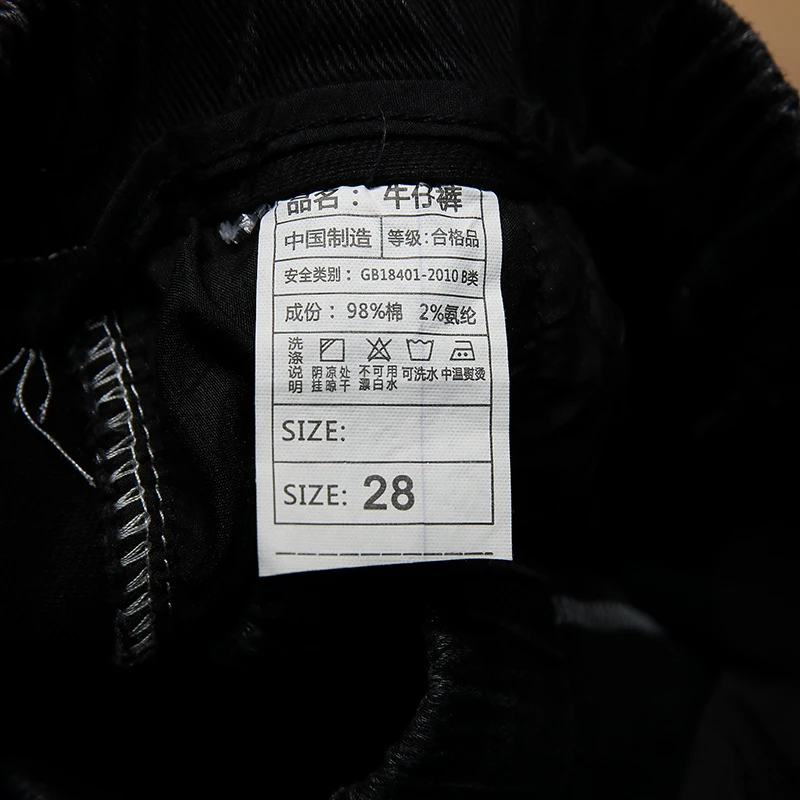 品名：牛仔裤
中国制造 等级:合格品
安全类别：GB18401-2010 B类
成份：98%棉 2%氨纶
洗涤说明
阴凉处挂晾干 不可用漂白水 可洗水 中温熨烫
SIZE:
SIZE: 28